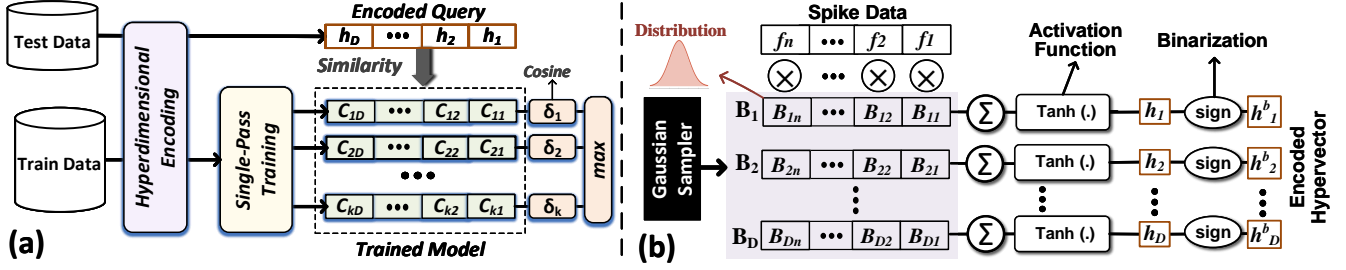 Test Data
Train Data
Hyperdimensional
Encoding
Single-Pass
Training
Encoded Query
h_D ••• h_2 h_1
Similarity
Cosine
C_1D ••• C_12 C_11 δ_1
C_2D ••• C_22 C_21 δ_2
•••
C_kD ••• C_k2 C_k1 δ_k
max
Trained Model
(a)
Spike Data
f_n ••• f_2 f_1
Distribution
Activation
Function
Binarization
× ••• × ×
Gaussian
Sampler
B_1 B_1n ••• B_12 B_11 Σ Tanh (.) h_1 sign h^b_1
B_2 B_2n ••• B_22 B_21 Σ Tanh (.) h_2 sign h^b_2
B_D B_Dn ••• B_D2 B_D1 Σ Tanh (.) h_D sign h^b_D
Encoded
Hypervector
(b)